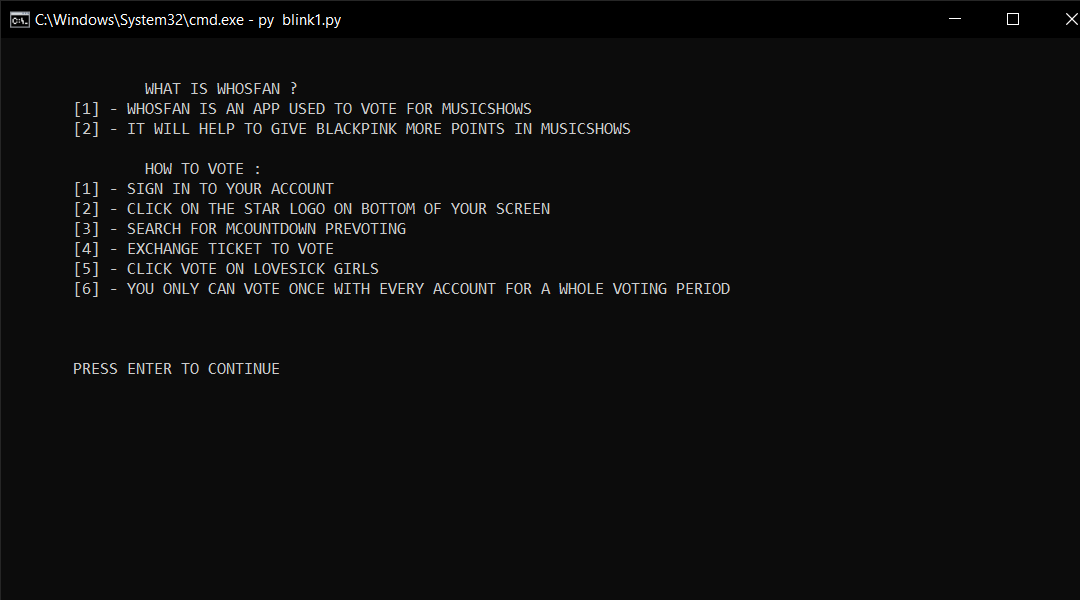 C:\Windows\System32\cmd.exe - py  blink1.py
WHAT IS WHOSFAN ?
[1] - WHOSFAN IS AN APP USED TO VOTE FOR MUSICSHOWS
[2] - IT WILL HELP TO GIVE BLACKPINK MORE POINTS IN MUSICSHOWS
HOW TO VOTE :
[1] - SIGN IN TO YOUR ACCOUNT
[2] - CLICK ON THE STAR LOGO ON BOTTOM OF YOUR SCREEN
[3] - SEARCH FOR MCOUNTDOWN PREVOTING
[4] - EXCHANGE TICKET TO VOTE
[5] - CLICK VOTE ON LOVESICK GIRLS
[6] - YOU ONLY CAN VOTE ONCE WITH EVERY ACCOUNT FOR A WHOLE VOTING PERIOD
PRESS ENTER TO CONTINUE